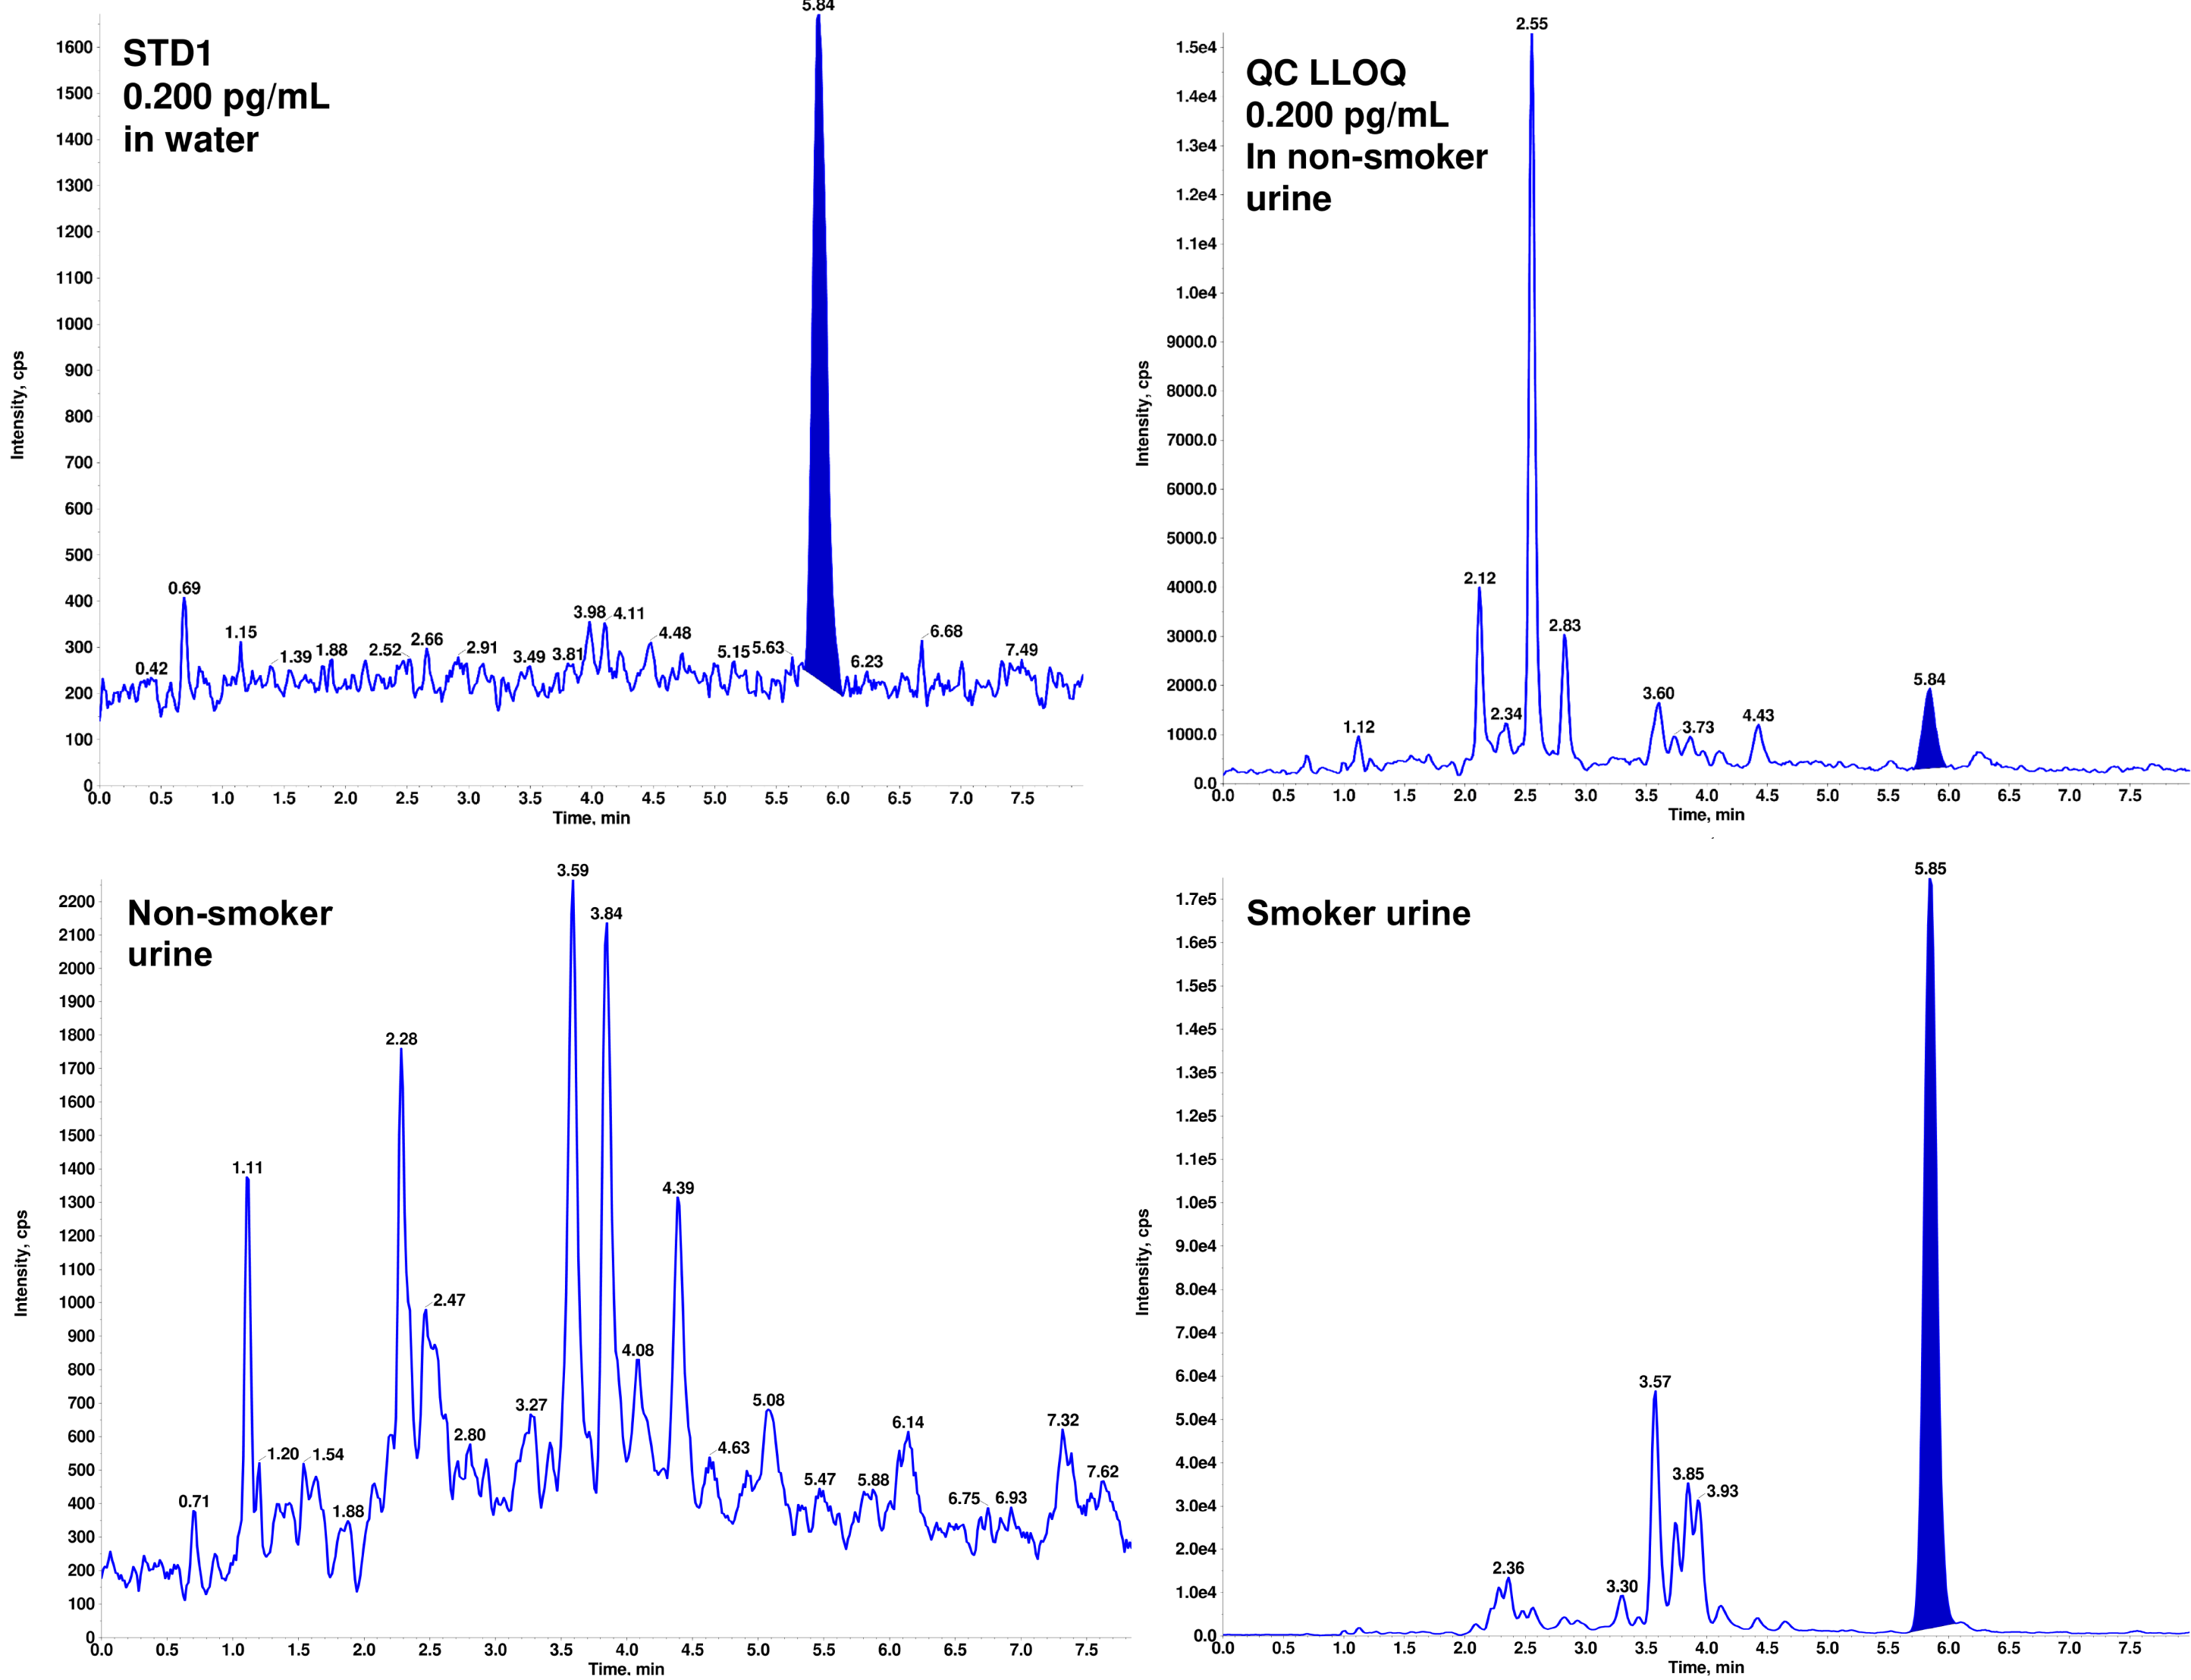 5.84
STD1
0.200 pg/mL
in water
1600
1500
1400
1300
1200
1100
1000
900
800
700
600
500
400
300
200
100
0
Intensity, cps
0.42
0.69
1.15
1.39
1.88
2.52
2.66
2.91
3.49
3.81
3.98
4.11
4.48
5.15
5.63
6.23
6.68
7.49
0.0 0.5 1.0 1.5 2.0 2.5 3.0 3.5 4.0 4.5 5.0 5.5 6.0 6.5 7.0 7.5
Time, min
2.55
QC LLOQ
0.200 pg/mL
In non-smoker
urine
1.5e4
1.4e4
1.3e4
1.2e4
1.1e4
1.0e4
9000.0
8000.0
7000.0
6000.0
5000.0
4000.0
3000.0
2000.0
1000.0
0.0
Intensity, cps
1.12
2.12
2.34
2.83
3.60
3.73
4.43
5.84
0.0 0.5 1.0 1.5 2.0 2.5 3.0 3.5 4.0 4.5 5.0 5.5 6.0 6.5 7.0 7.5
Time, min
3.59
Non-smoker
urine
2200
2100
2000
1900
1800
1700
1600
1500
1400
1300
1200
1100
1000
900
800
700
600
500
400
300
200
100
0
Intensity, cps
0.71
1.11
1.20
1.54
1.88
2.28
2.47
2.80
3.27
3.84
4.08
4.39
4.63
5.08
5.47
5.88
6.14
6.75
6.93
7.32
7.62
0.0 0.5 1.0 1.5 2.0 2.5 3.0 3.5 4.0 4.5 5.0 5.5 6.0 6.5 7.0 7.5
Time, min
5.85
Smoker urine
1.7e5
1.6e5
1.5e5
1.4e5
1.3e5
1.2e5
1.1e5
1.0e5
9.0e4
8.0e4
7.0e4
6.0e4
5.0e4
4.0e4
3.0e4
2.0e4
1.0e4
0.0
Intensity, cps
2.36
3.30
3.57
3.85
3.93
0.0 0.5 1.0 1.5 2.0 2.5 3.0 3.5 4.0 4.5 5.0 5.5 6.0 6.5 7.0 7.5
Time, min